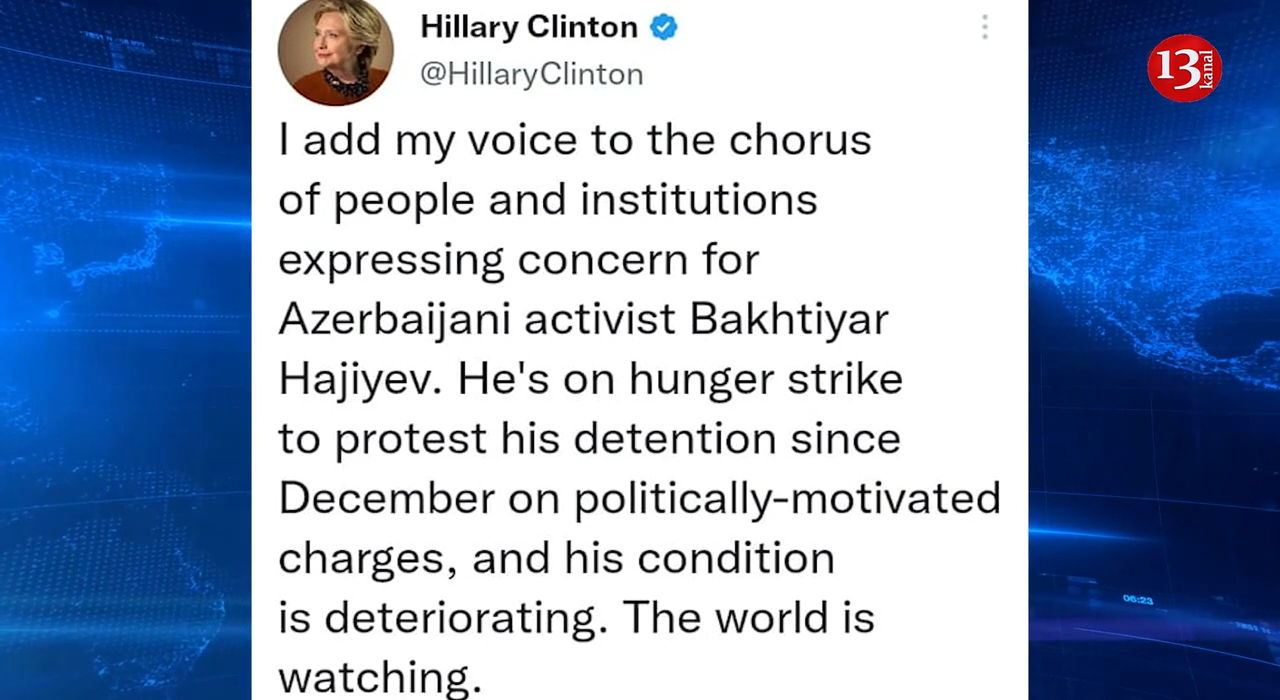 Hillary Clinton
@HillaryClinton
13 kanal
I add my voice to the chorus
of people and institutions
expressing concern for
Azerbaijani activist Bakhtiyar
Hajiyev. He's on hunger strike
to protest his detention since
December on politically-motivated
charges, and his condition
is deteriorating. The world is
watching.
06:23